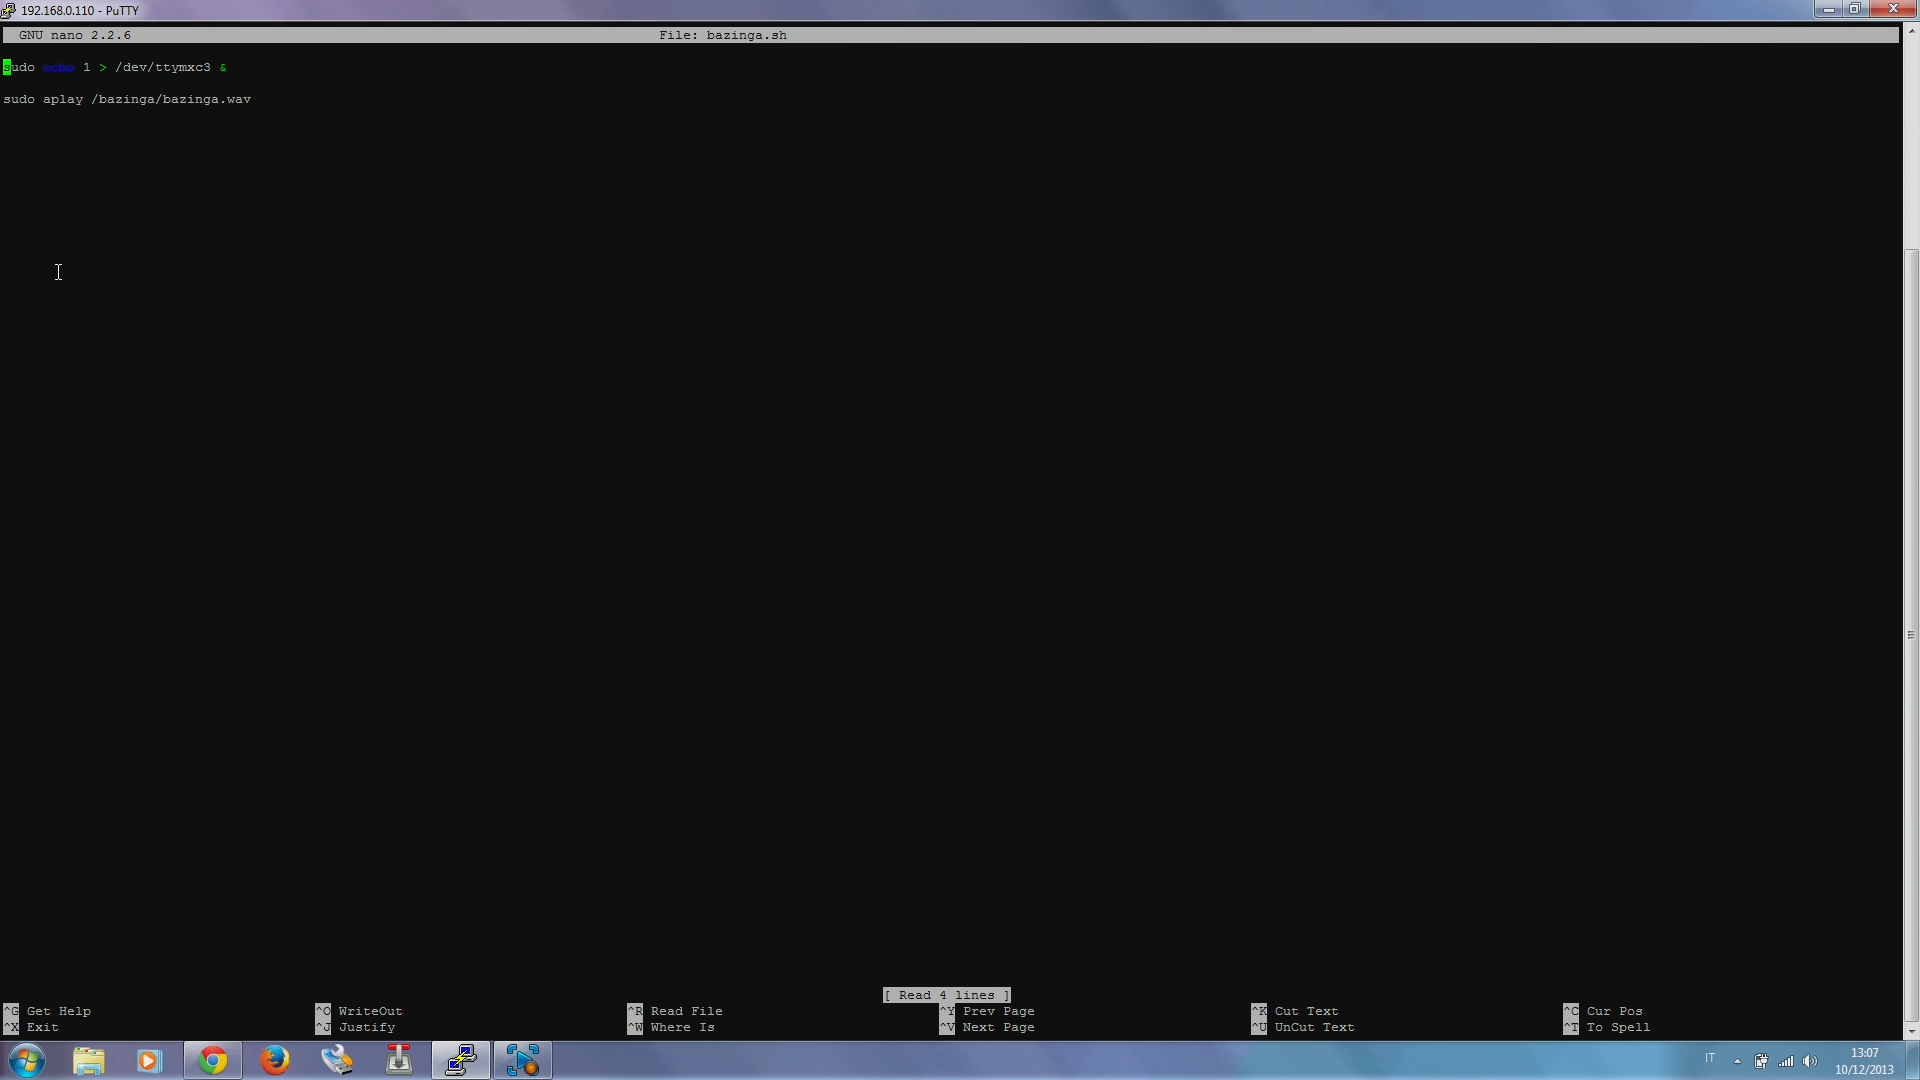 192.168.0.110 - PuTTY
GNU nano 2.2.6 File: bazinga.sh
sudo echo 1 > /dev/ttymxc3 &
sudo aplay /bazinga/bazinga.wav
[ Read 4 lines ]
^G Get Help ^O WriteOut ^R Read File ^Y Prev Page ^K Cut Text ^C Cur Pos
^X Exit ^J Justify ^W Where Is ^V Next Page ^U UnCut Text ^T To Spell
IT 13:07
10/12/2013